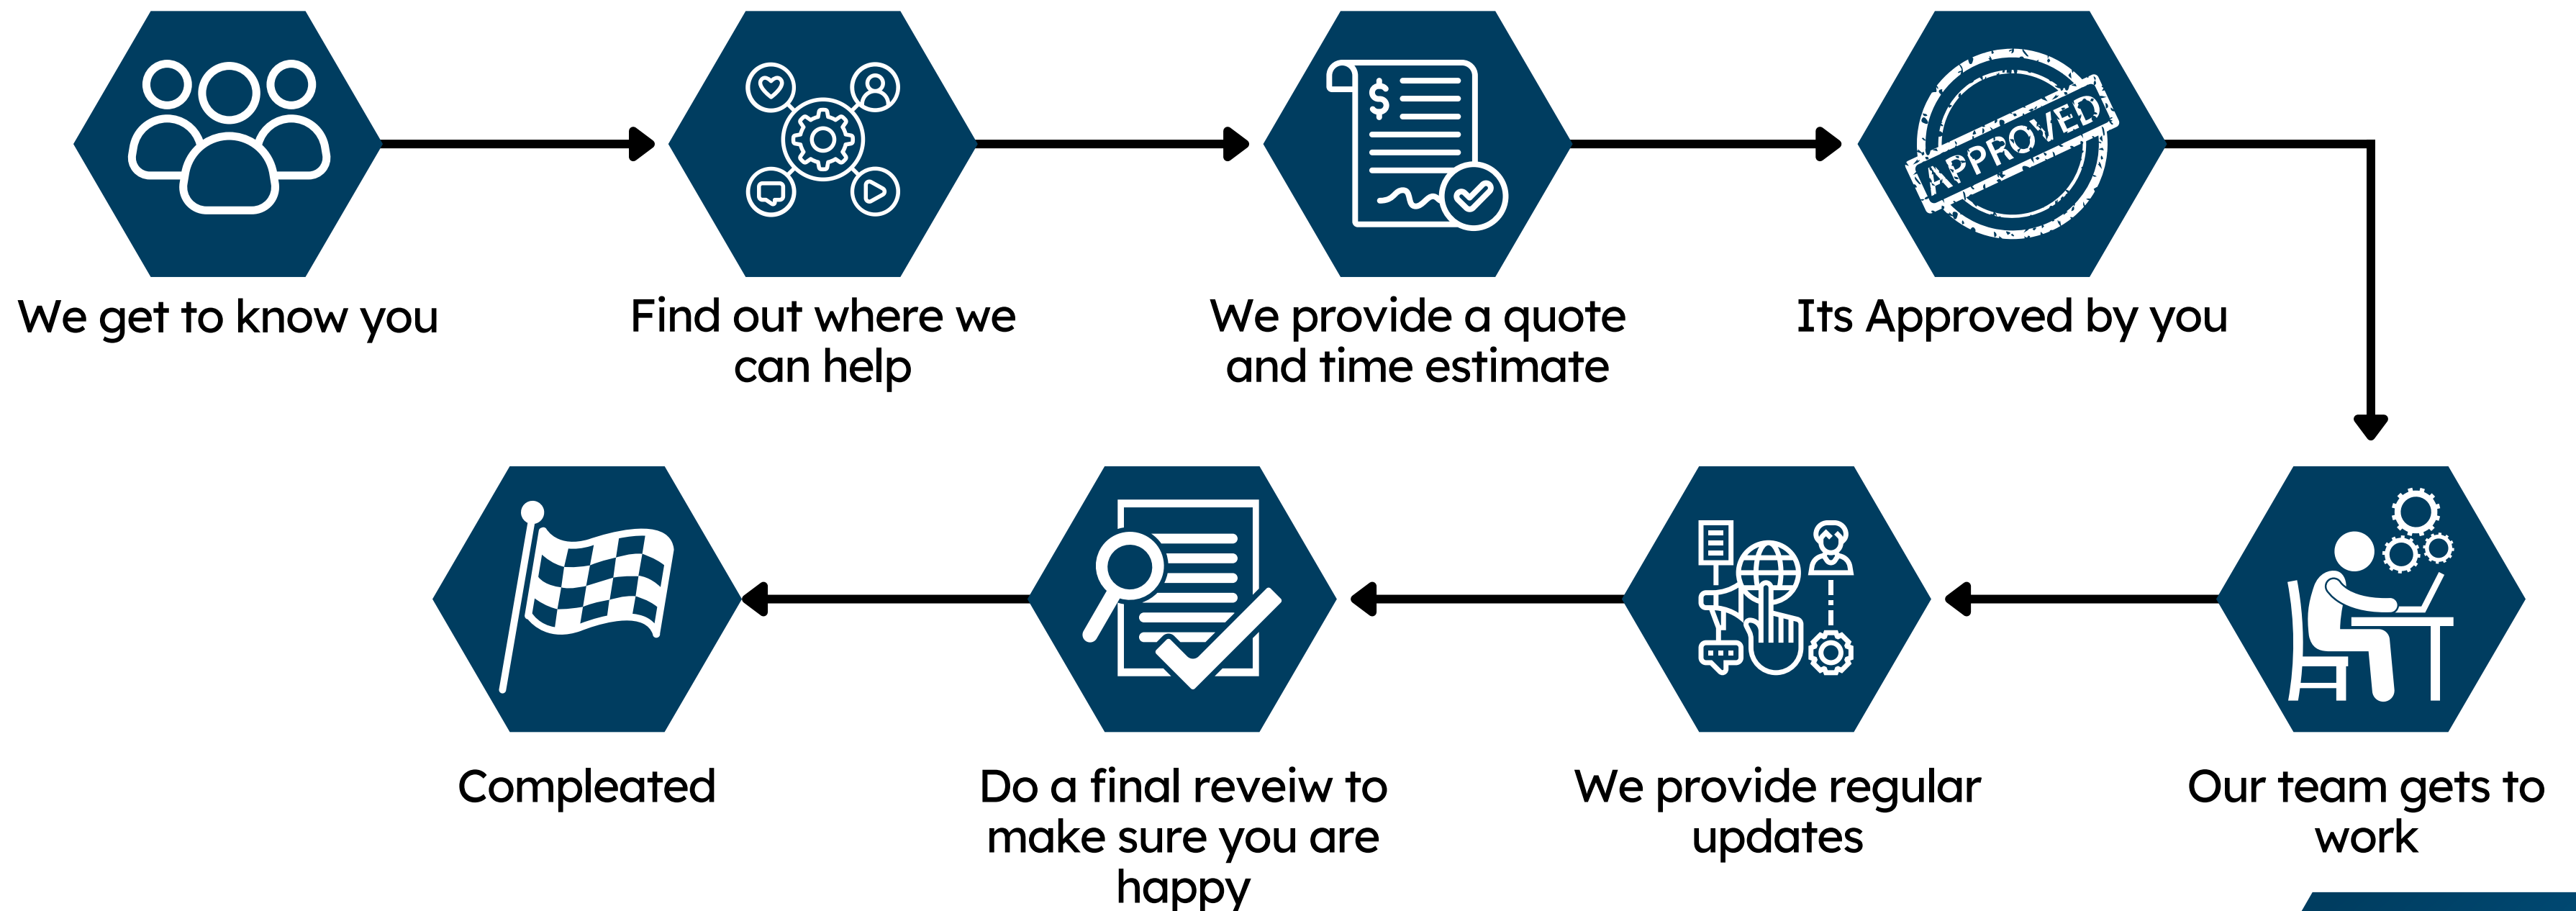 We get to know you
Find out where we
can help
We provide a quote
and time estimate
APPROVED
Its Approved by you
Our team gets to
work
We provide regular
updates
Do a final reveiw to
make sure you are
happy
Compleated